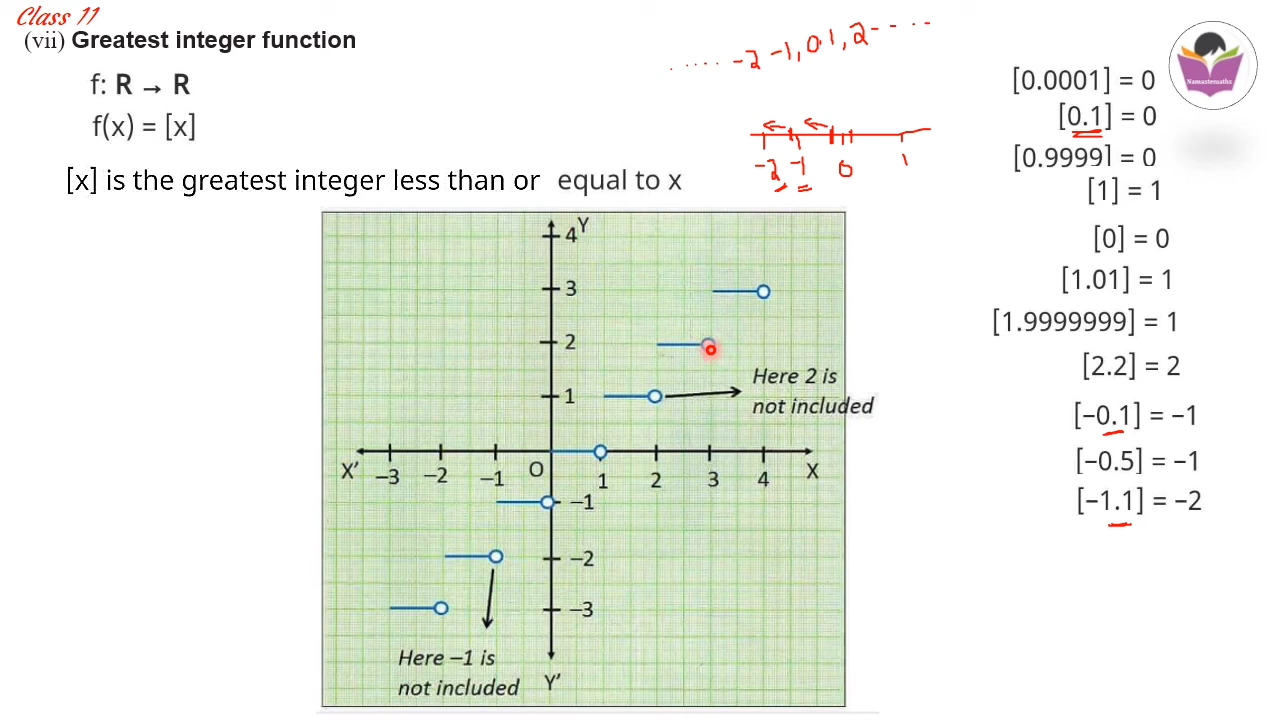 Class 11
(vii) Greatest integer function
f: R → R
f(x) = [x]
[x] is the greatest integer less than or equal to x
..... -2 -1, 0.1, 2 - - . . .
-2 -1 0 1
[0.0001] = 0
[0.1] = 0
[0.9999] = 0
[1] = 1
[0] = 0
[1.01] = 1
[1.9999999] = 1
[2.2] = 2
[−0.1] = −1
[−0.5] = −1
[−1.1] = −2
Namastemaths
Y
4
3
2
1
X' −3 −2 −1 O 1 2 3 4 X
−1
−2
−3
Y'
Here 2 is
not included
Here −1 is
not included